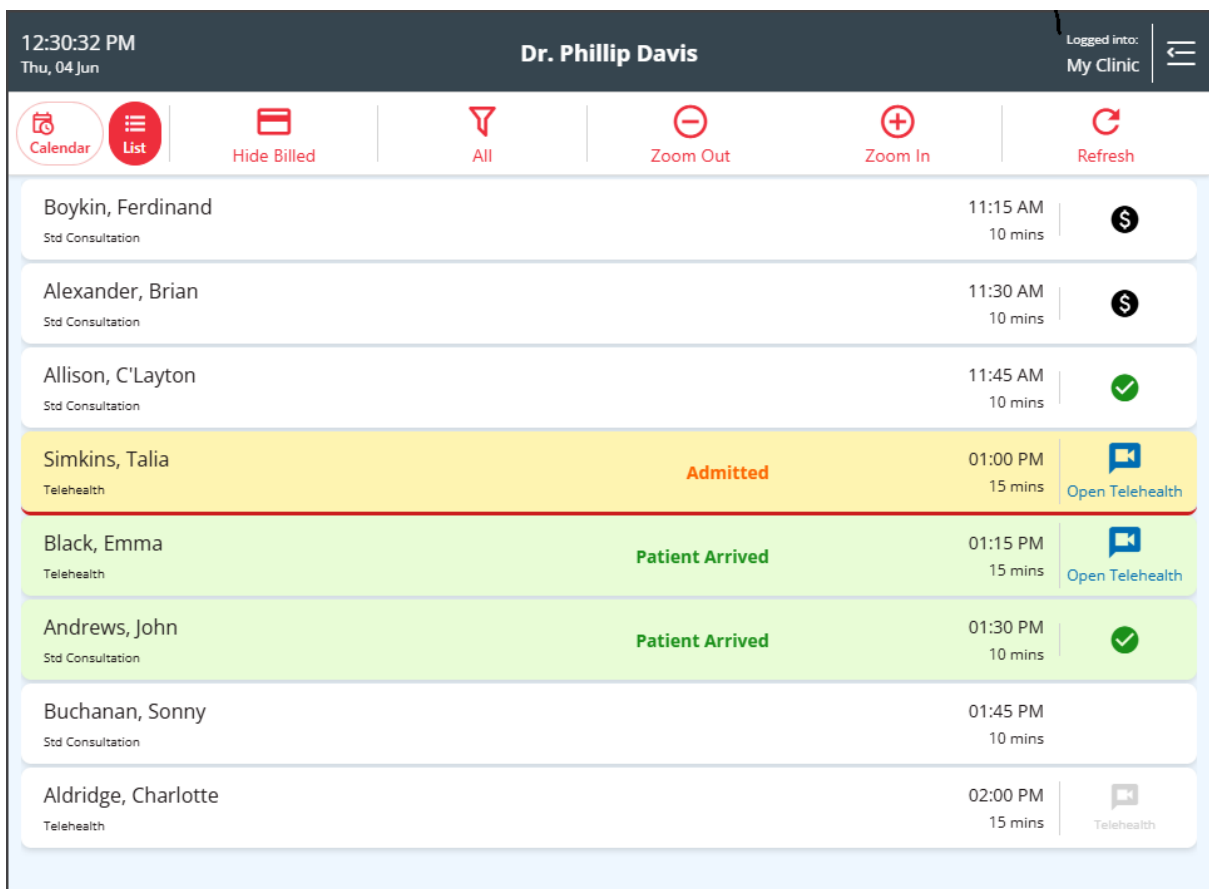 12:30:32 PM
Thu, 04 Jun
Dr. Phillip Davis
Logged into:
My Clinic
Calendar
List
Hide Billed
All
Zoom Out
Zoom In
Refresh
Boykin, Ferdinand
11:15 AM
Std Consultation
10 mins
$
Alexander, Brian
11:30 AM
Std Consultation
10 mins
$
Allison, C'Layton
11:45 AM
Std Consultation
10 mins
Simkins, Talia
Admitted
01:00 PM
Telehealth
15 mins
Open Telehealth
Black, Emma
Patient Arrived
01:15 PM
Telehealth
15 mins
Open Telehealth
Andrews, John
Patient Arrived
01:30 PM
Std Consultation
10 mins
Buchanan, Sonny
01:45 PM
Std Consultation
10 mins
Aldridge, Charlotte
02:00 PM
Telehealth
15 mins
Telehealth